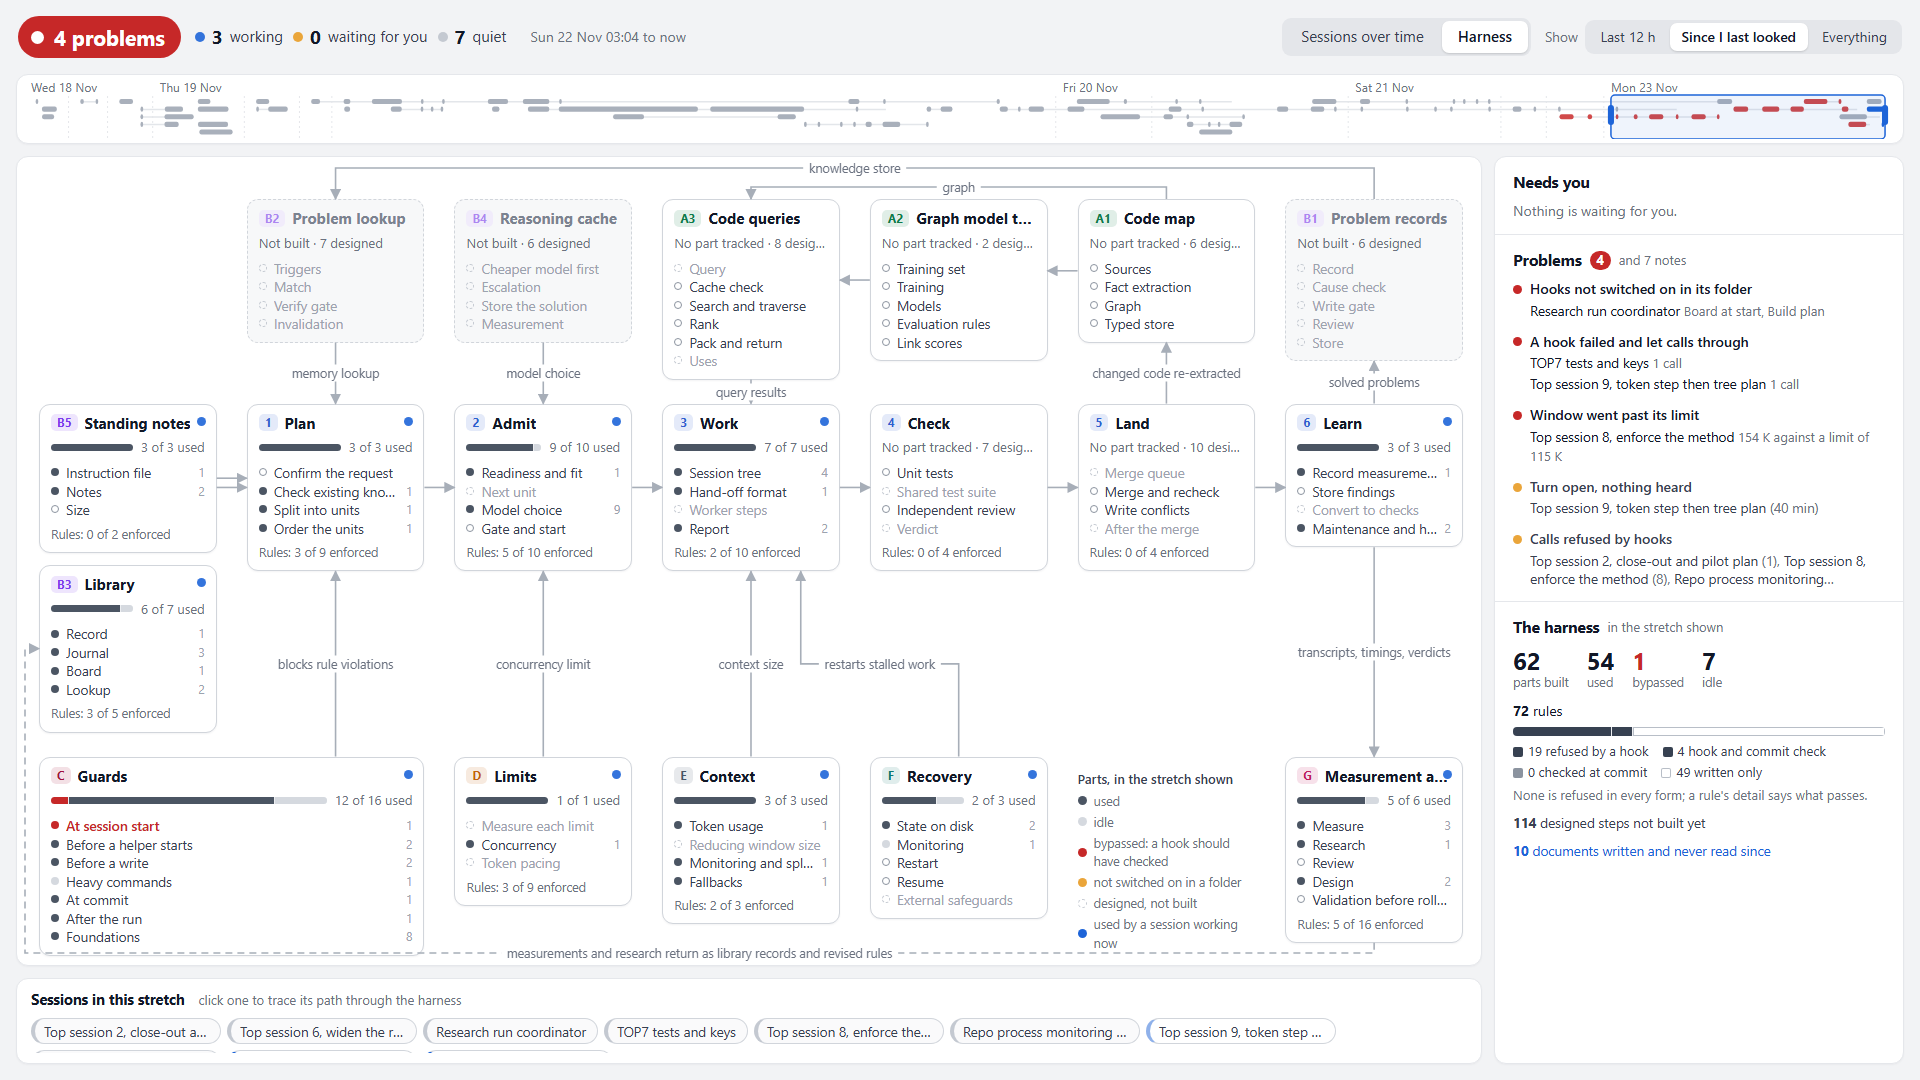 4 problems
3 working
0 waiting for you
7 quiet
Sun 22 Nov 03:04 to now
Sessions over time
Harness
Show
Last 12 h
Since I last looked
Everything
Wed 18 Nov
Thu 19 Nov
Fri 20 Nov
Sat 21 Nov
Mon 23 Nov
knowledge store
graph
B2 Problem lookup
Not built · 7 designed
Triggers
Match
Verify gate
Invalidation
B4 Reasoning cache
Not built · 6 designed
Cheaper model first
Escalation
Store the solution
Measurement
A3 Code queries
No part tracked · 8 desig...
Query
Cache check
Search and traverse
Rank
Pack and return
Uses
A2 Graph model t...
No part tracked · 2 desig...
Training set
Training
Models
Evaluation rules
Link scores
A1 Code map
No part tracked · 6 desig...
Sources
Fact extraction
Graph
Typed store
B1 Problem records
Not built · 6 designed
Record
Cause check
Write gate
Review
Store
memory lookup
model choice
query results
changed code re-extracted
solved problems
B5 Standing notes
3 of 3 used
Instruction file 1
Notes 2
Size
Rules: 0 of 2 enforced
1 Plan
3 of 3 used
Confirm the request
Check existing kno... 1
Split into units 1
Order the units 1
Rules: 3 of 9 enforced
2 Admit
9 of 10 used
Readiness and fit 1
Next unit
Model choice 9
Gate and start
Rules: 5 of 10 enforced
3 Work
7 of 7 used
Session tree 4
Hand-off format 1
Worker steps
Report 2
Rules: 2 of 10 enforced
4 Check
No part tracked · 7 desig...
Unit tests
Shared test suite
Independent review
Verdict
Rules: 0 of 4 enforced
5 Land
No part tracked · 10 desi...
Merge queue
Merge and recheck
Write conflicts
After the merge
Rules: 0 of 4 enforced
6 Learn
3 of 3 used
Record measureme... 1
Store findings
Convert to checks
Maintenance and h... 2
B3 Library
6 of 7 used
Record 1
Journal 3
Board 1
Lookup 2
Rules: 3 of 5 enforced
blocks rule violations
concurrency limit
context size
restarts stalled work
transcripts, timings, verdicts
C Guards
12 of 16 used
At session start 1
Before a helper starts 2
Before a write 2
Heavy commands 1
At commit 1
After the run 1
Foundations 8
D Limits
1 of 1 used
Measure each limit
Concurrency 1
Token pacing
Rules: 3 of 9 enforced
E Context
3 of 3 used
Token usage 1
Reducing window size
Monitoring and spl... 1
Fallbacks 1
Rules: 2 of 3 enforced
F Recovery
2 of 3 used
State on disk 2
Monitoring 1
Restart
Resume
External safeguards
Parts, in the stretch shown
used
idle
bypassed: a hook should
have checked
not switched on in a folder
designed, not built
used by a session working
now
G Measurement a...
5 of 6 used
Measure 3
Research 1
Review
Design 2
Validation before roll...
Rules: 5 of 16 enforced
measurements and research return as library records and revised rules
Sessions in this stretch
click one to trace its path through the harness
Top session 2, close-out a...
Top session 6, widen the r...
Research run coordinator
TOP7 tests and keys
Top session 8, enforce the...
Repo process monitoring ...
Top session 9, token step ...
Needs you
Nothing is waiting for you.
Problems 4 and 7 notes
Hooks not switched on in its folder
Research run coordinator Board at start, Build plan
A hook failed and let calls through
TOP7 tests and keys 1 call
Top session 9, token step then tree plan 1 call
Window went past its limit
Top session 8, enforce the method 154 K against a limit of
115 K
Turn open, nothing heard
Top session 9, token step then tree plan (40 min)
Calls refused by hooks
Top session 2, close-out and pilot plan (1), Top session 8,
enforce the method (8), Repo process monitoring...
The harness in the stretch shown
62 parts built
54 used
1 bypassed
7 idle
72 rules
19 refused by a hook
4 hook and commit check
0 checked at commit
49 written only
None is refused in every form; a rule's detail says what passes.
114 designed steps not built yet
10 documents written and never read since